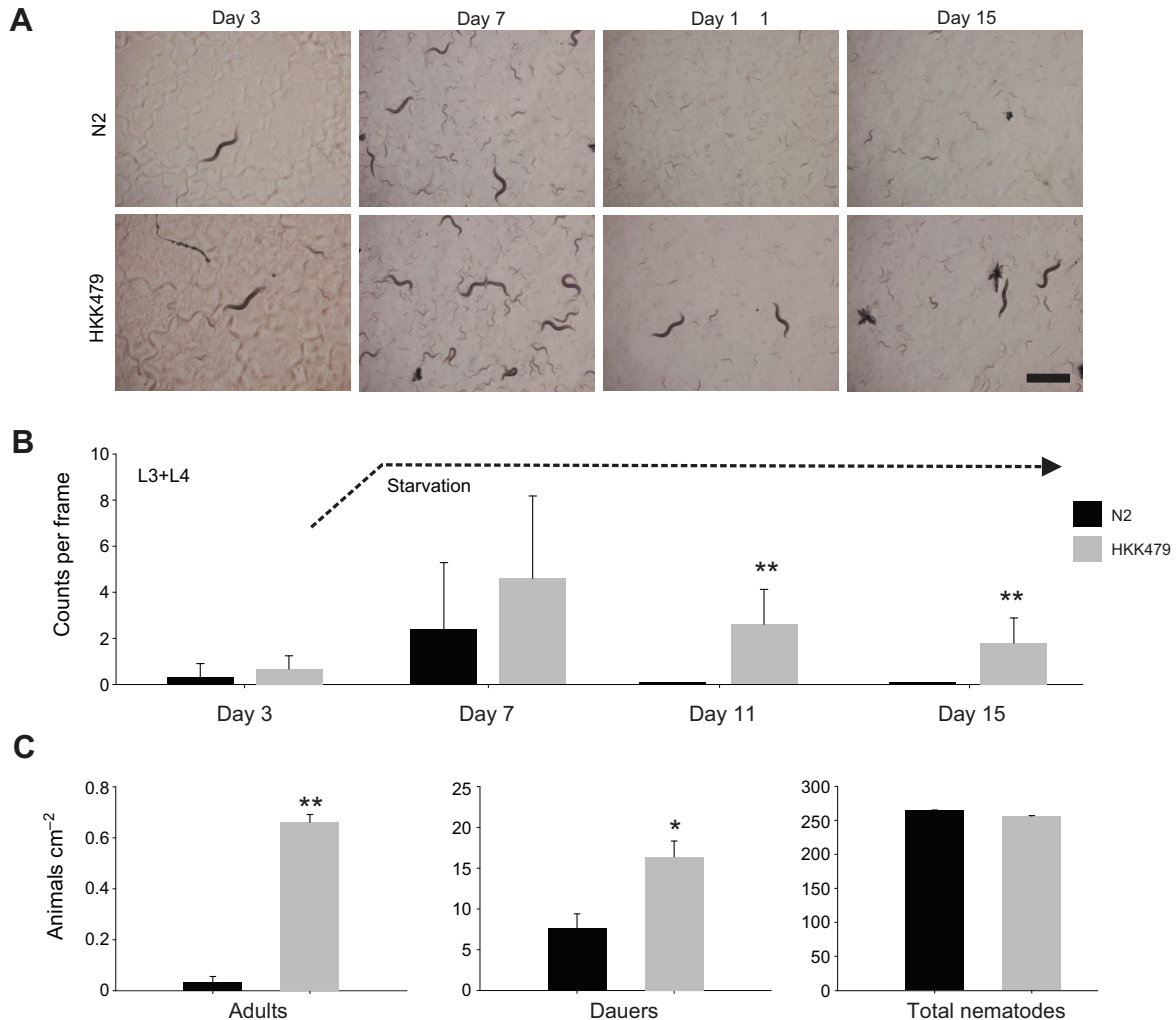 A
Day 3
Day 7
Day 1 1
Day 15
N2
HKK479
B
10
L3+L4
8
Starvation
6
4
2
0
Counts per frame
**
**
N2
HKK479
Day 3
Day 7
Day 11
Day 15
C
Animals cm–2
0.8
0.6
0.4
0.2
0
**
Adults
25
20
15
10
5
0
*
Dauers
300
250
200
150
100
50
0
Total nematodes